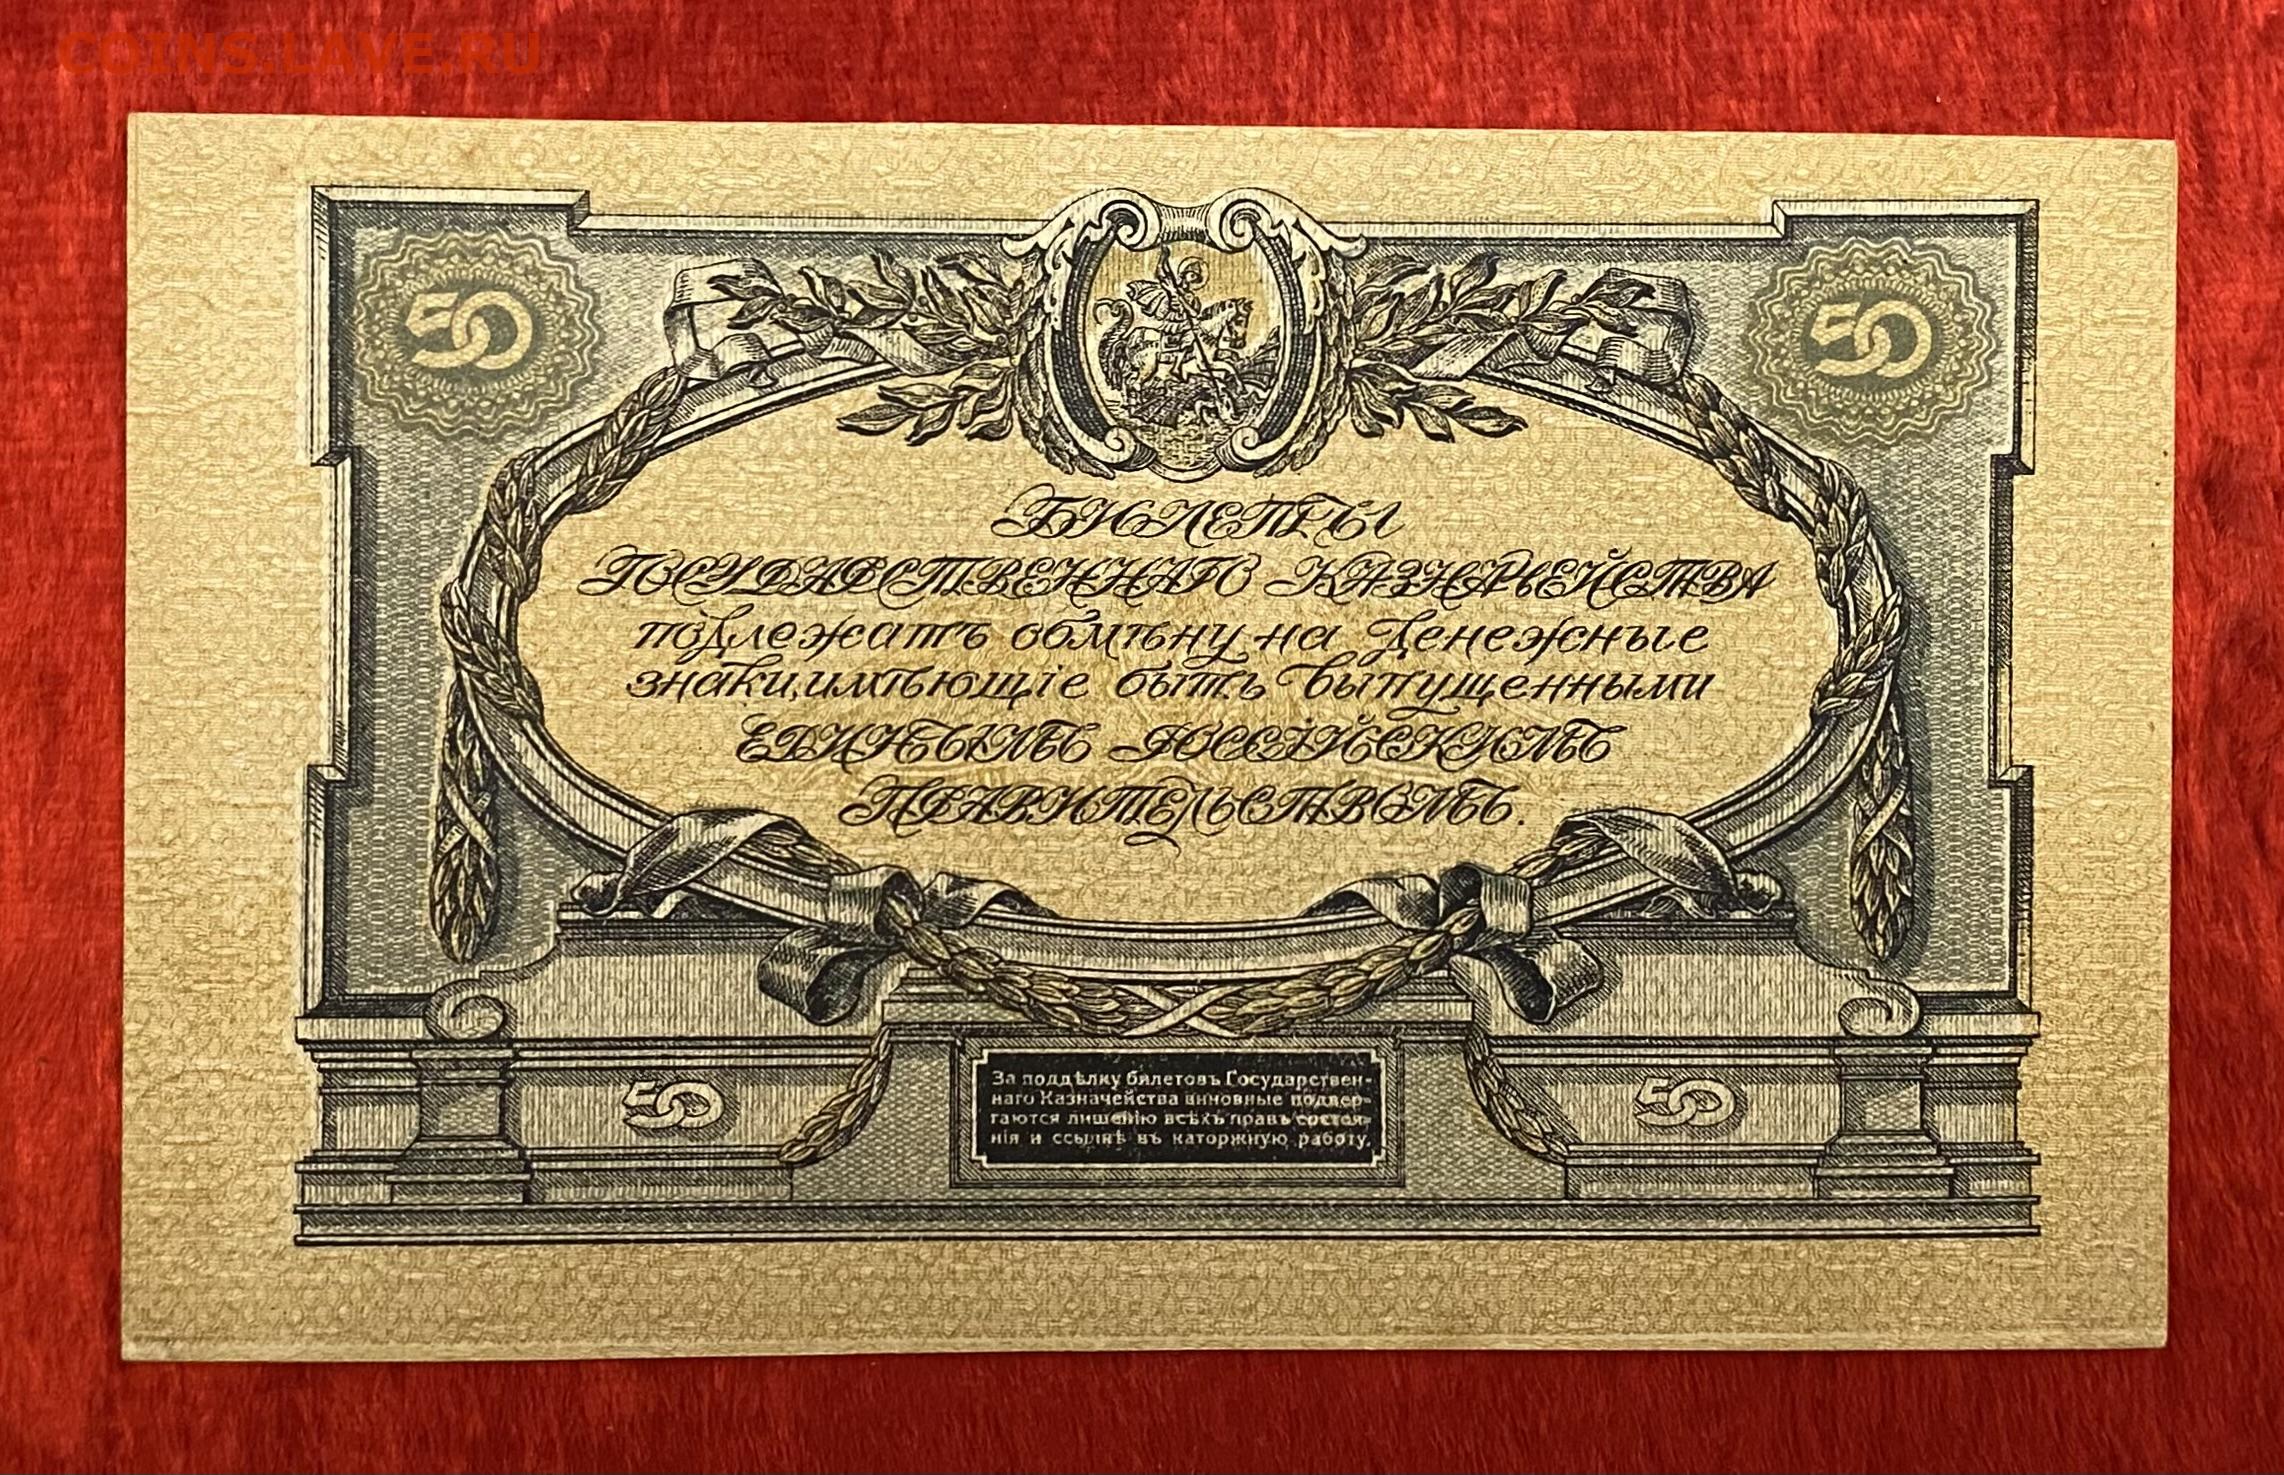 COINS.LAVE.RU
50 50
БИЛЕТЫ
ГОСУДАРСТВЕННАГО КАЗНАЧЕЙСТВА
подлежатъ обмѣну на денежные
знаки, имѣющіе быть выпущенными
ЕДИНЫМЪ РОССІЙСКИМЪ
ПРАВИТЕЛЬСТВОМЪ.
50 50
За поддѣлку билетовъ Государствен-
наго Казначейства виновные подвер-
гаются лишенію всѣхъ правъ состоя-
нія и ссылкѣ въ каторжную работу.